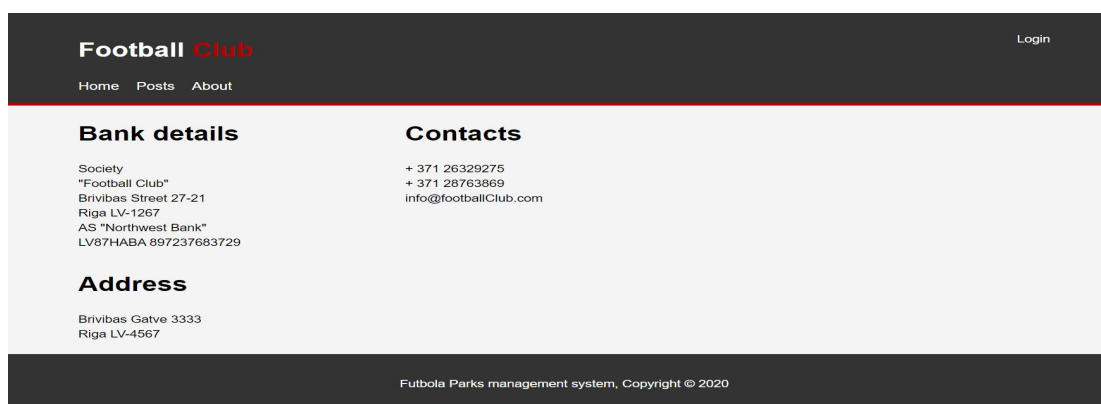 Login
Football Club
Home Posts About
Bank details
Society
"Football Club"
Brivibas Street 27-21
Riga LV-1267
AS "Northwest Bank"
LV87HABA 897237683729
Contacts
+ 371 26329275
+ 371 28763869
info@footballClub.com
Address
Brivibas Gatve 3333
Riga LV-4567
Futbola Parks management system, Copyright © 2020